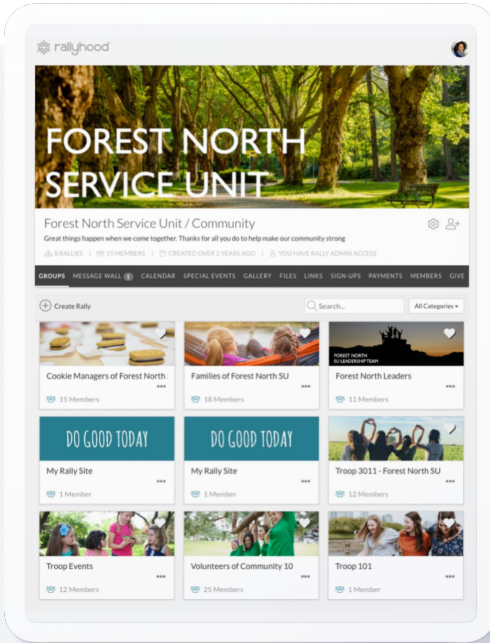 rallyhood
FOREST NORTH
SERVICE UNIT
Forest North Service Unit / Community
Great things happen when we come together. Thanks for all you do to help make our community strong
8 RALLIES | 15 MEMBERS | CREATED OVER 2 YEARS AGO | YOU HAVE RALLY ADMIN ACCESS
GROUPS MESSAGE WALL 1 CALENDAR SPECIAL EVENTS GALLERY FILES LINKS SIGN-UPS PAYMENTS MEMBERS GIVE
Create Rally Search... All Categories
FOREST NORTH
SU LEADERSHIP TEAM
Cookie Managers of Forest North Families of Forest North SU Forest North Leaders
15 Members 18 Members 11 Members
DO GOOD TODAY DO GOOD TODAY
My Rally Site My Rally Site Troop 3011 - Forest North SU
1 Member 1 Member 12 Members
Troop Events Volunteers of Community 10 Troop 101
12 Members 25 Members 1 Member